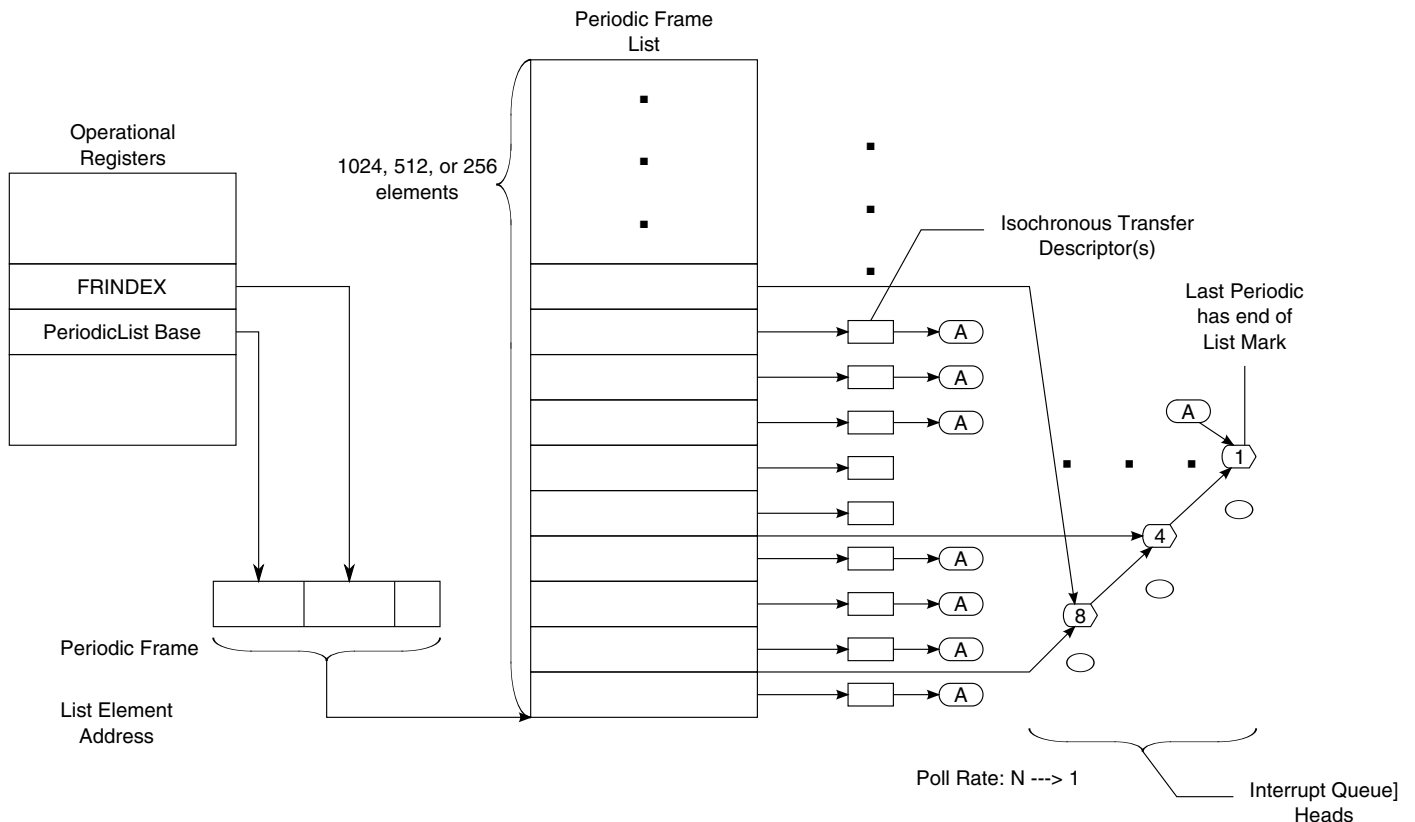 Periodic Frame
List
Operational
Registers
1024, 512, or 256
elements
FRINDEX
PeriodicList Base
Isochronous Transfer
Descriptor(s)
Last Periodic
has end of
List Mark
A
A
A
A
1
4
A
A
8
A
A
Periodic Frame
List Element
Address
Poll Rate: N ---> 1
Interrupt Queue]
Heads